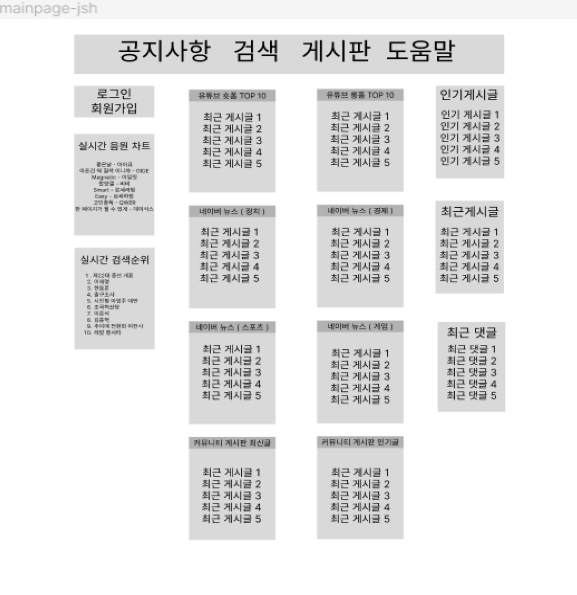 mainpage-jsh
공지사항 검색 게시판 도움말
로그인
회원가입
실시간 음원 차트
좋은날 - 아이유
Magnetic - 아일릿
밤양갱 - 비비
Smart - 르세라핌
Easy - 르세라핌
고민중독 - QWER
한 페이지가 될 수 있게 - 데이식스
실시간 검색순위
1. 제22대 총선 개표
2. 이재명
3. 한동훈
4. 출구조사
5.
6. 조국혁신당
7. 이준석
8.
9.
10.
유튜브 숏폼 TOP 10
최근 게시글 1
최근 게시글 2
최근 게시글 3
최근 게시글 4
최근 게시글 5
유튜브 롱폼 TOP 10
최근 게시글 1
최근 게시글 2
최근 게시글 3
최근 게시글 4
최근 게시글 5
네이버 뉴스 ( 정치 )
최근 게시글 1
최근 게시글 2
최근 게시글 3
최근 게시글 4
최근 게시글 5
네이버 뉴스 ( 경제 )
최근 게시글 1
최근 게시글 2
최근 게시글 3
최근 게시글 4
최근 게시글 5
네이버 뉴스 ( 스포츠 )
최근 게시글 1
최근 게시글 2
최근 게시글 3
최근 게시글 4
최근 게시글 5
네이버 뉴스 ( 게임 )
최근 게시글 1
최근 게시글 2
최근 게시글 3
최근 게시글 4
최근 게시글 5
커뮤니티 게시판 최신글
최근 게시글 1
최근 게시글 2
최근 게시글 3
최근 게시글 4
최근 게시글 5
커뮤니티 게시판 인기글
최근 게시글 1
최근 게시글 2
최근 게시글 3
최근 게시글 4
최근 게시글 5
인기게시글
인기 게시글 1
인기 게시글 2
인기 게시글 3
인기 게시글 4
인기 게시글 5
최근게시글
최근 게시글 1
최근 게시글 2
최근 게시글 3
최근 게시글 4
최근 게시글 5
최근 댓글
최근 댓글 1
최근 댓글 2
최근 댓글 3
최근 댓글 4
최근 댓글 5